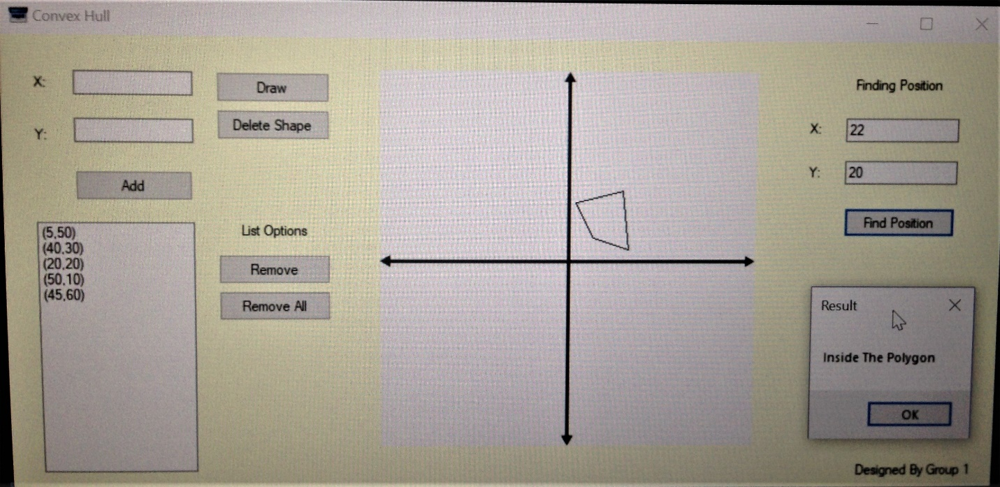 Convex Hull
X:
Draw
Y:
Delete Shape
Add
(5,50)
(40,30)
(20,20)
(50,10)
(45,60)
List Options
Remove
Remove All
Finding Position
X: 22
Y: 20
Find Position
Result
Inside The Polygon
OK
Designed By Group 1